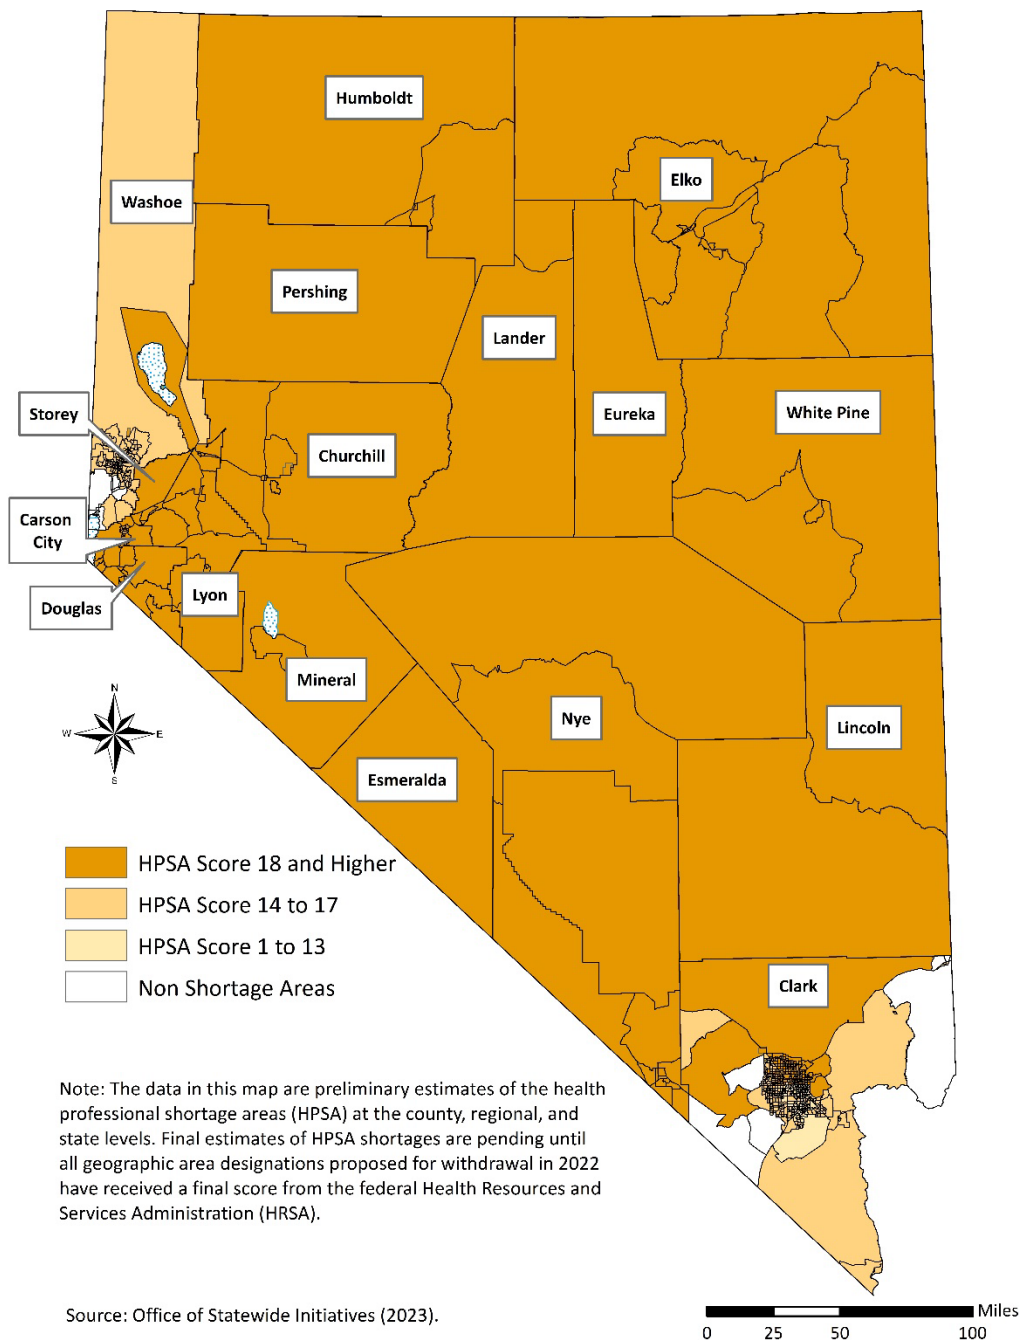 Humboldt
Elko
Washoe
Pershing
Lander
Storey
Eureka
White Pine
Churchill
Carson
City
Lyon
Douglas
Mineral
N
W
E
S
Nye
Lincoln
Esmeralda
HPSA Score 18 and Higher
HPSA Score 14 to 17
HPSA Score 1 to 13
Non Shortage Areas
Clark
Note: The data in this map are preliminary estimates of the health
professional shortage areas (HPSA) at the county, regional, and
state levels. Final estimates of HPSA shortages are pending until
all geographic area designations proposed for withdrawal in 2022
have received a final score from the federal Health Resources and
Services Administration (HRSA).
Source: Office of Statewide Initiatives (2023).
Miles
0 25 50 100